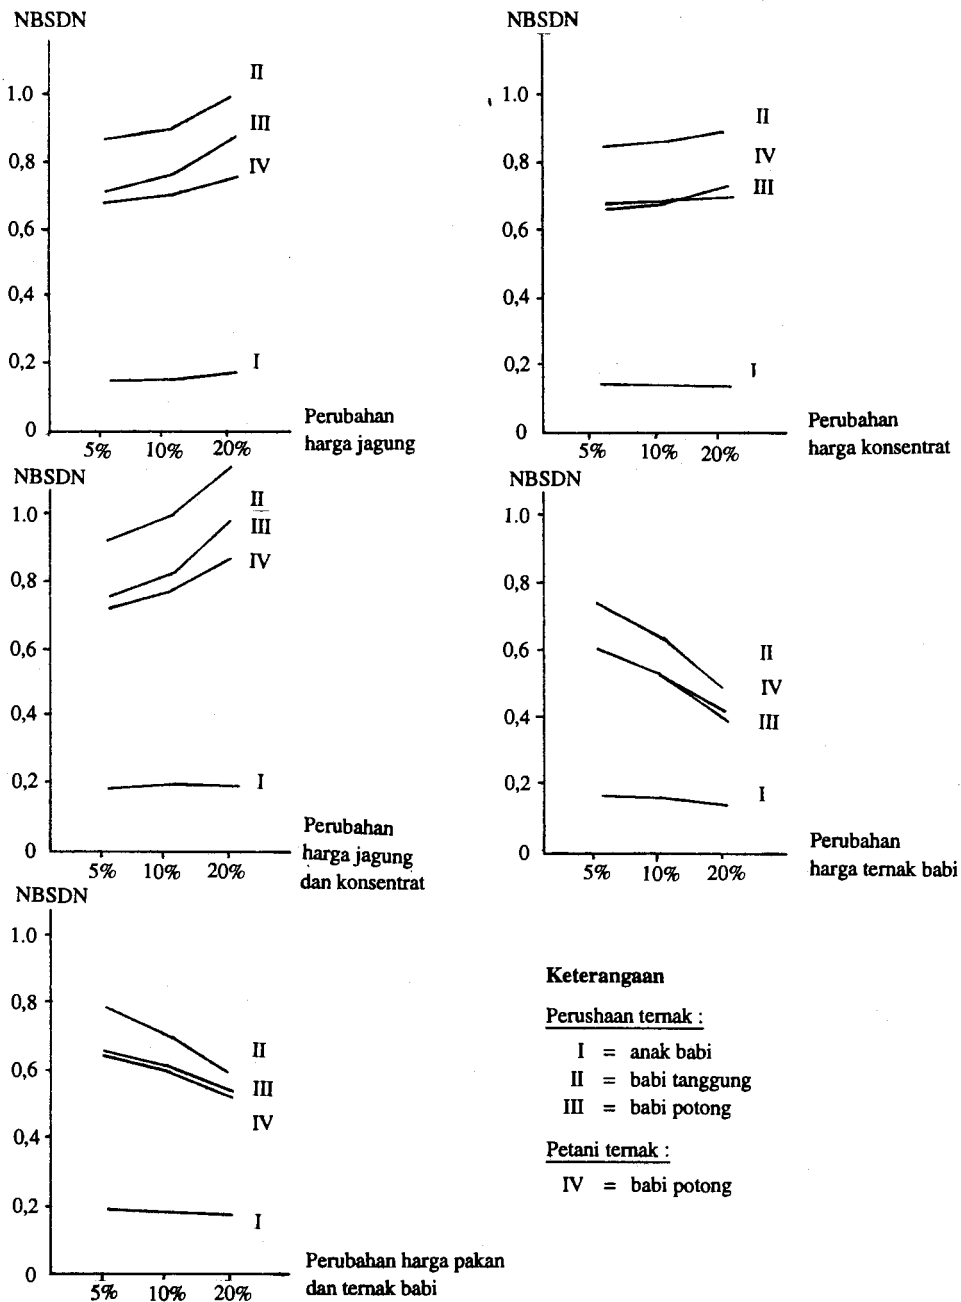 NBSDN
II
1.0
III
0,8
IV
0,6
0,4
0,2
I
0
5% 10% 20%
Perubahan
harga jagung
NBSDN
1.0
II
0,8
IV
III
0,6
0,4
0,2
I
0
5% 10% 20%
Perubahan
harga konsentrat
NBSDN
1.0
II
III
0,8
IV
0,6
0,4
0,2
I
0
5% 10% 20%
Perubahan
harga jagung
dan konsentrat
NBSDN
1.0
0,8
0,6
II
IV
0,4
III
0,2
I
0
5% 10% 20%
Perubahan
harga ternak babi
NBSDN
1.0
0,8
0,6
II
III
IV
0,4
0,2
I
0
5% 10% 20%
Perubahan harga pakan
dan ternak babi
Keterangaan
Perushaan ternak :
I = anak babi
II = babi tanggung
III = babi potong
Petani ternak :
IV = babi potong